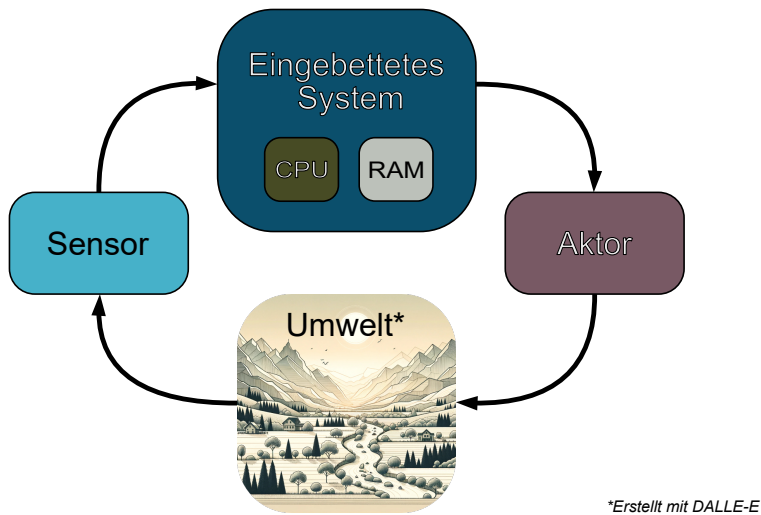 Eingebettetes
System
CPU
RAM
Sensor
Aktor
Umwelt*
*Erstellt mit DALLE-E